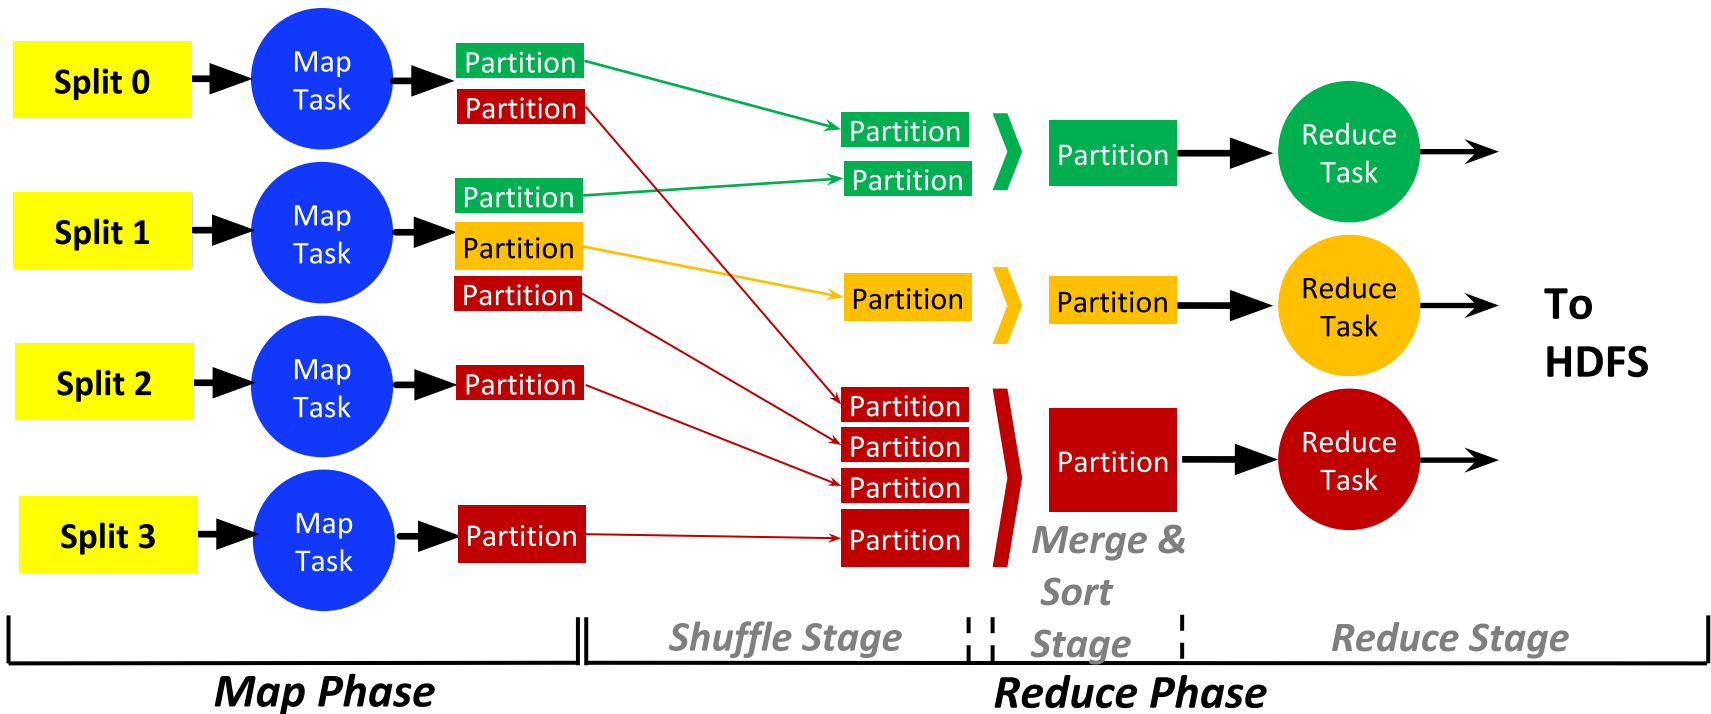 Split 0
Map
Task
Partition
Partition
Split 1
Map
Task
Partition
Partition
Partition
Split 2
Map
Task
Partition
Split 3
Map
Task
Partition
Partition
Partition
Partition
Partition
Partition
Partition
Partition
Partition
Partition
Partition
Reduce
Task
Reduce
Task
Reduce
Task
To
HDFS
Shuffle Stage
Merge &
Sort
Stage
Reduce Stage
Map Phase
Reduce Phase